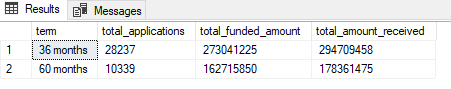 Results Messages
term total_applications total_funded_amount total_amount_received
1 36 months 28237 273041225 294709458
2 60 months 10339 162715850 178361475